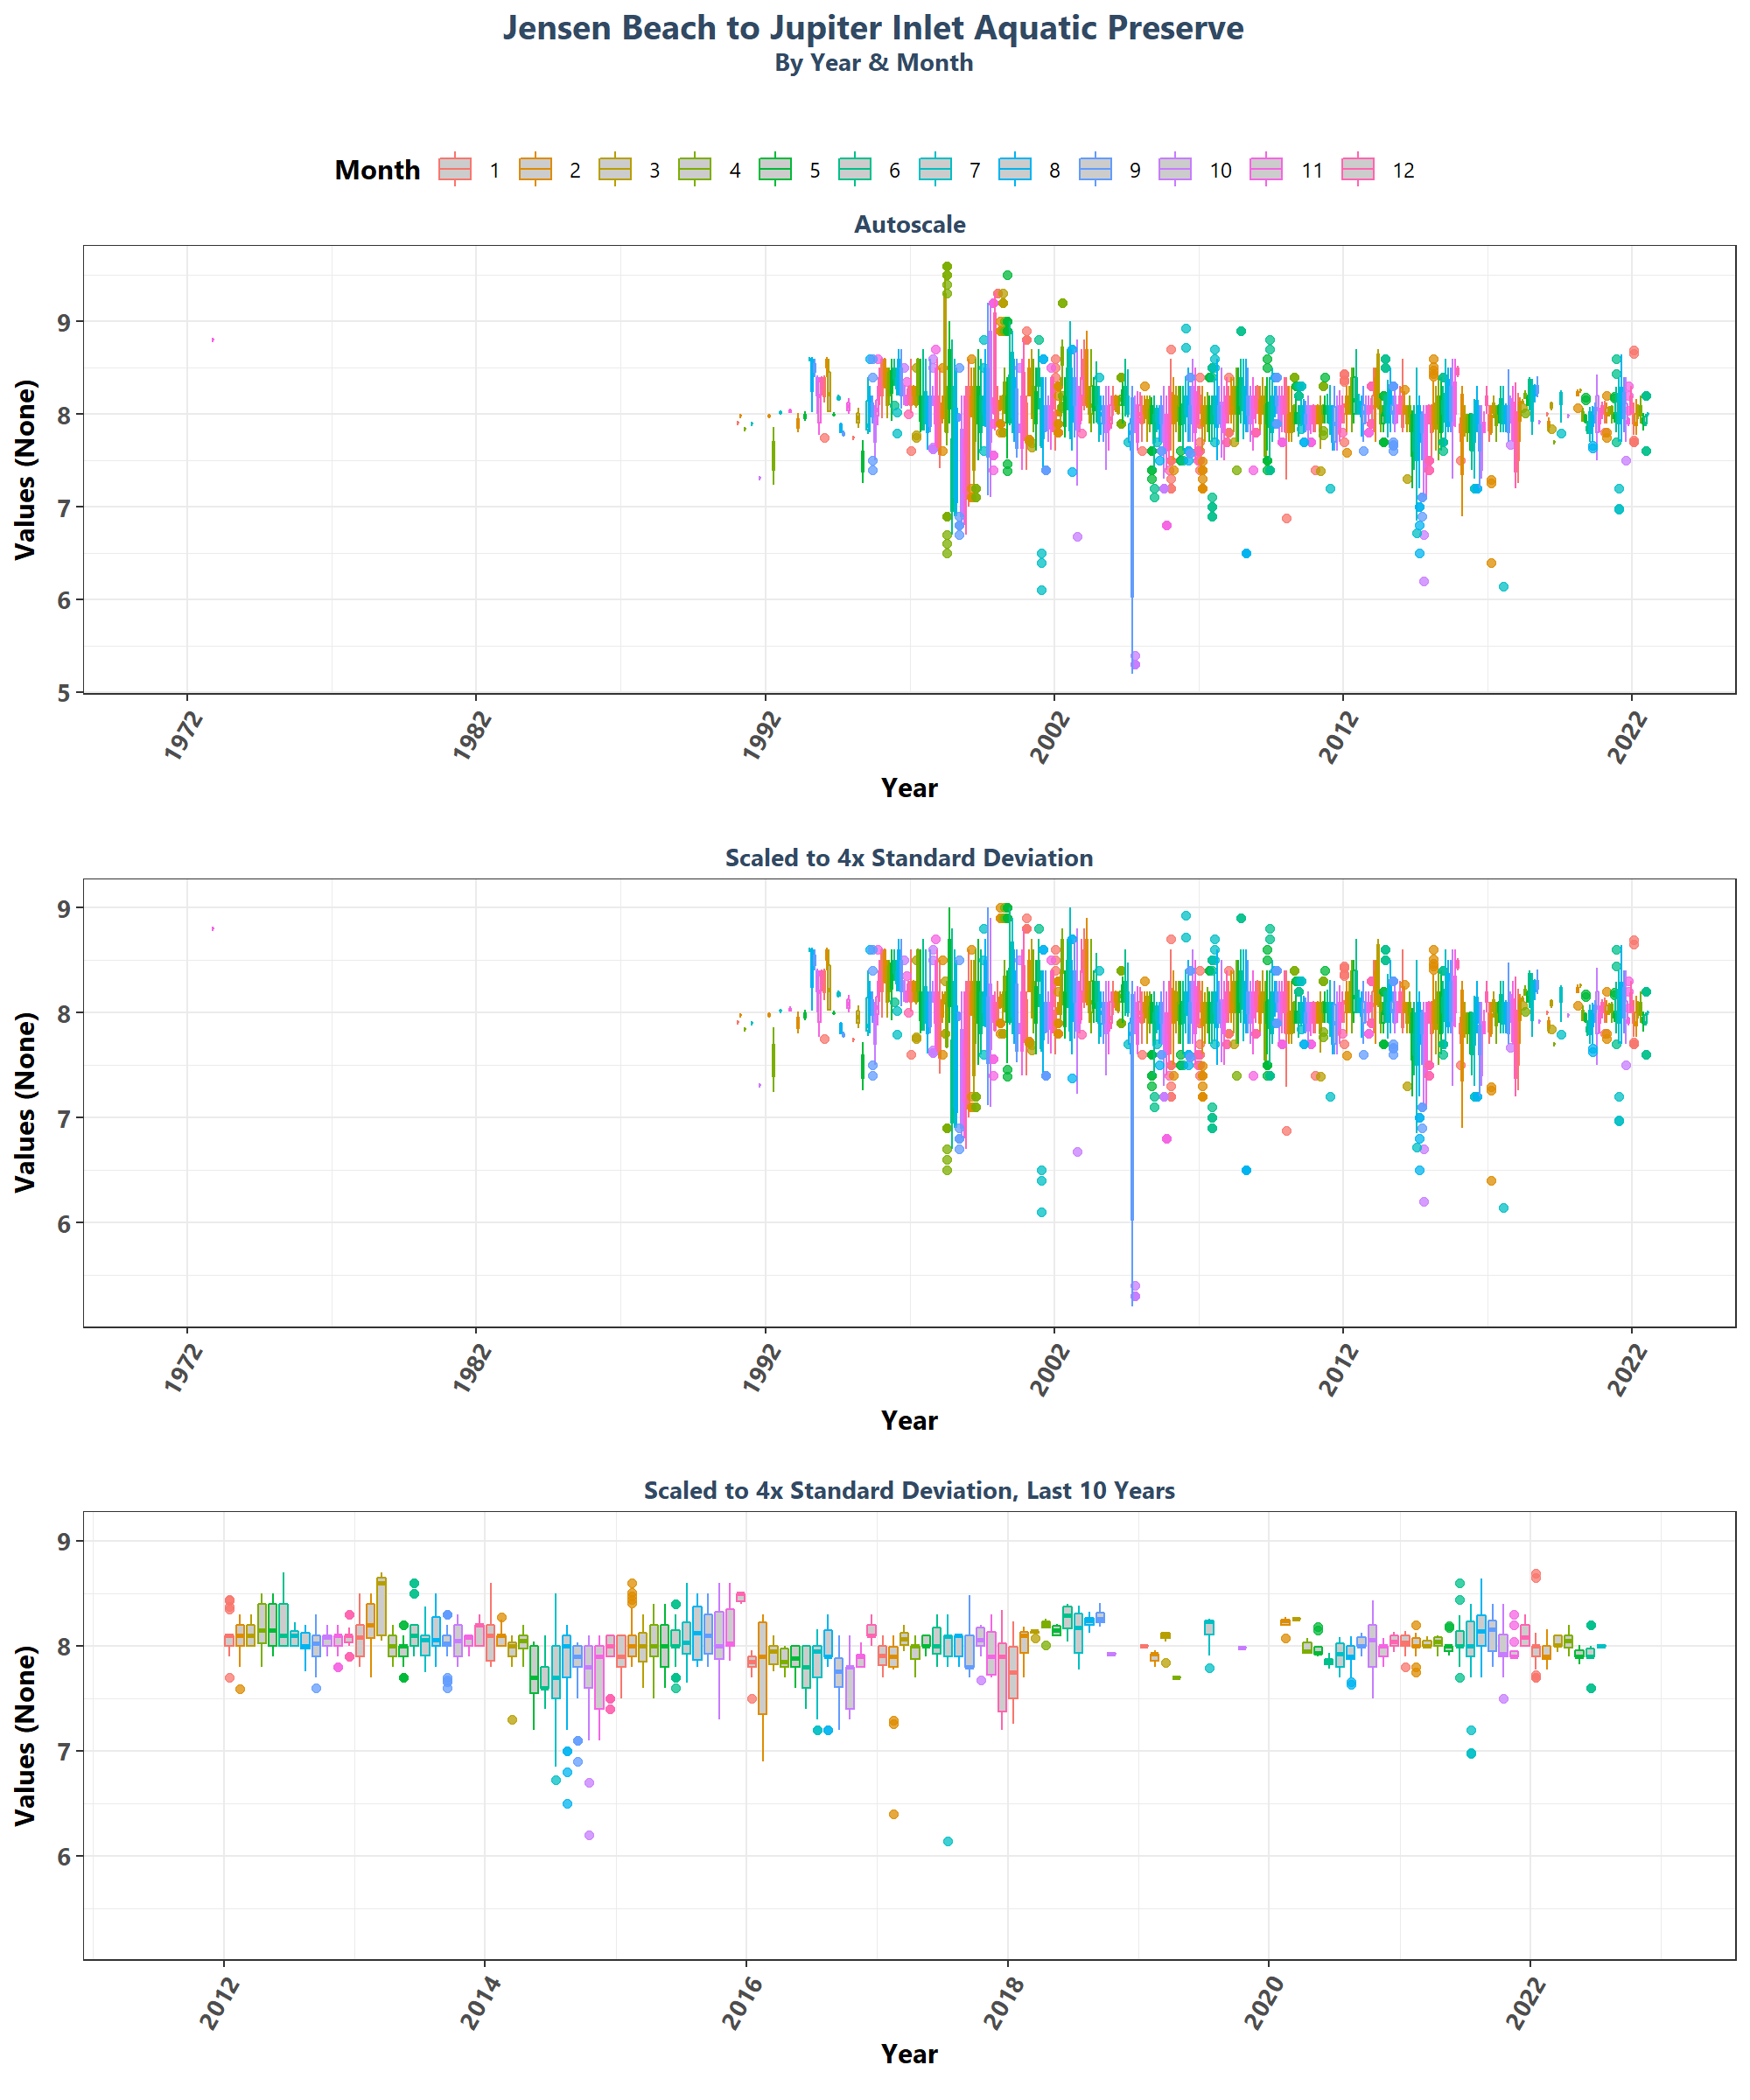 Jensen Beach to Jupiter Inlet Aquatic Preserve
By Year & Month
Month 1 2 3 4 5 6 7 8 9 10 11 12
Autoscale
Values (None)
9
8
7
6
5
1972 1982 1992 2002 2012 2022
Year
Scaled to 4x Standard Deviation
Values (None)
9
8
7
6
1972 1982 1992 2002 2012 2022
Year
Scaled to 4x Standard Deviation, Last 10 Years
Values (None)
9
8
7
6
2012 2014 2016 2018 2020 2022
Year